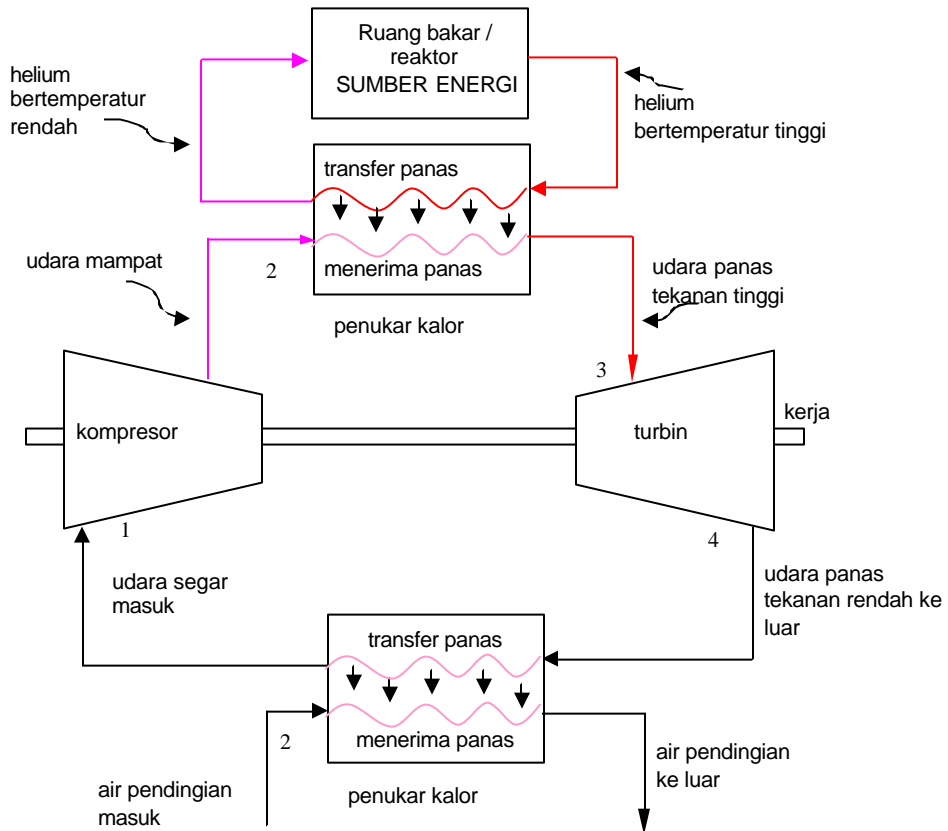 Ruang bakar /
reaktor
SUMBER ENERGI
helium
bertemperatur
rendah
helium
bertemperatur tinggi
transfer panas
menerima panas
2
penukar kalor
udara mampat
udara panas
tekanan tinggi
3
kompresor
turbin
kerja
1
4
udara segar
masuk
udara panas
tekanan rendah ke
luar
transfer panas
menerima panas
2
penukar kalor
air pendingian
masuk
air pendingian
ke luar